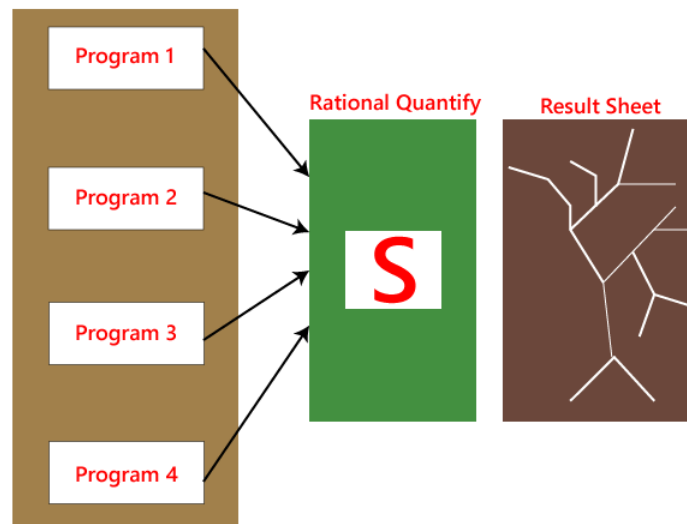 Program 1
Program 2
Program 3
Program 4
Rational Quantify
S
Result Sheet